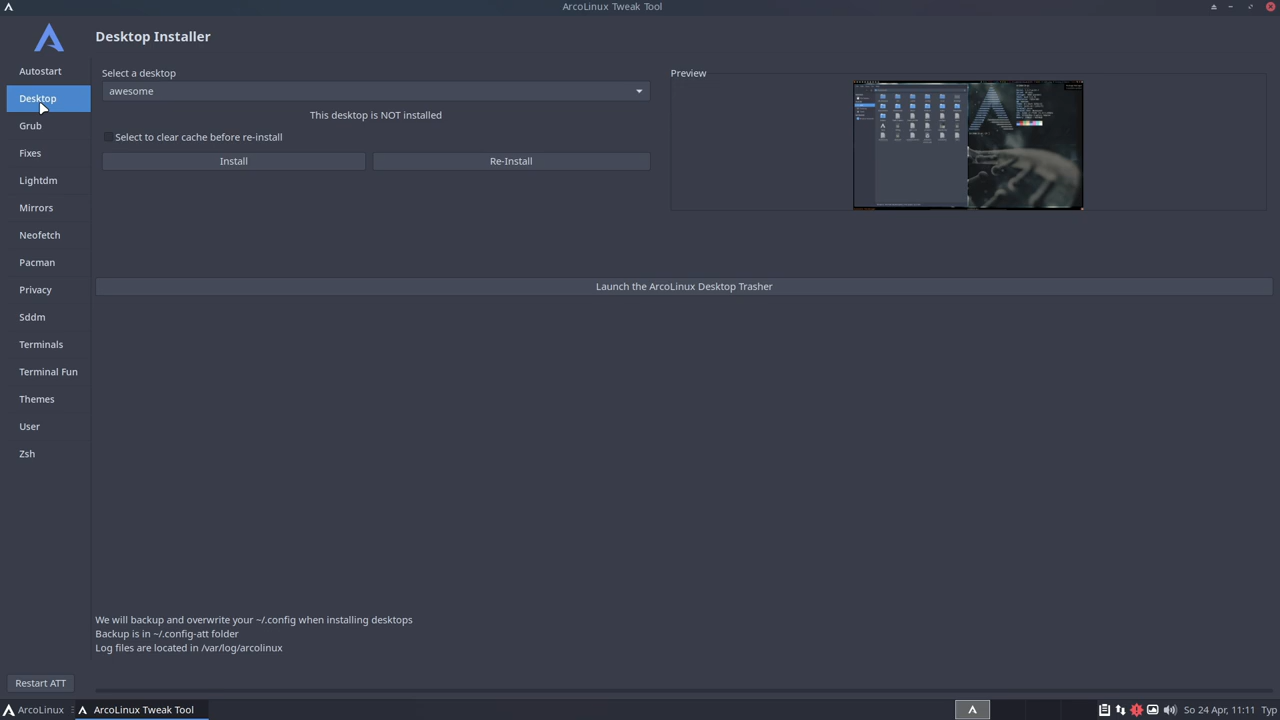 ArcoLinux Tweak Tool
Desktop Installer
Autostart
Desktop
Grub
Fixes
Lightdm
Mirrors
Neofetch
Pacman
Privacy
Sddm
Terminals
Terminal Fun
Themes
User
Zsh
Restart ATT
Select a desktop
awesome
This desktop is NOT installed
Select to clear cache before re-install
Install
Re-Install
Preview
Launch the ArcoLinux Desktop Trasher
We will backup and overwrite your ~/.config when installing desktops
Backup is in ~/.config-att folder
Log files are located in /var/log/arcolinux
ArcoLinux
ArcoLinux Tweak Tool
So 24 Apr, 11:11 Typ